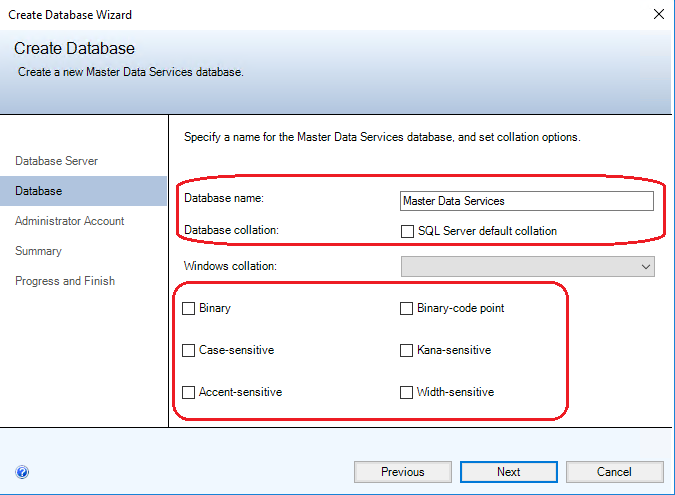 Create Database Wizard
Create Database
Create a new Master Data Services database.
Database Server
Database
Administrator Account
Summary
Progress and Finish
Specify a name for the Master Data Services database, and set collation options.
Database name: Master Data Services
Database collation: SQL Server default collation
Windows collation:
Binary Binary-code point
Case-sensitive Kana-sensitive
Accent-sensitive Width-sensitive
? Previous Next Cancel